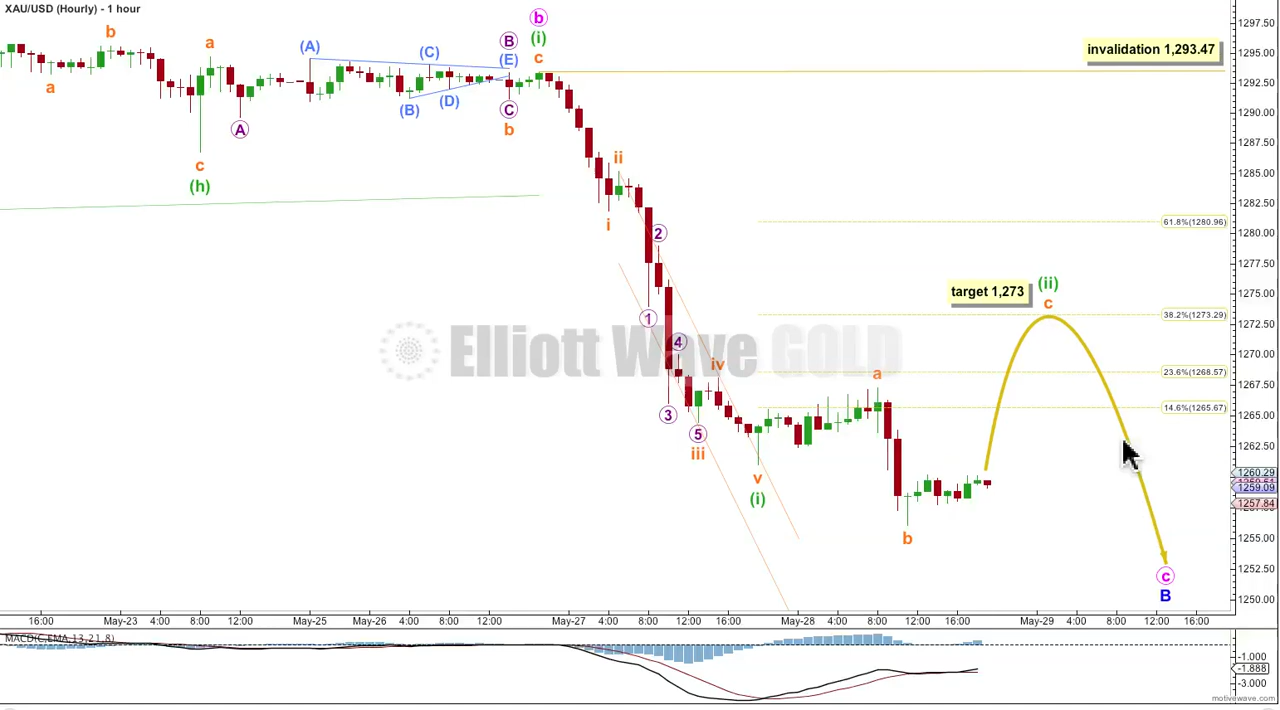 XAU/USD (Hourly) - 1 hour
b
a
a
c
(h)
A
(A)
(B)
(C)
(D)
b
(i)
c
B
(E)
C
b
invalidation 1,293.47
ii
i
2
1
4
3
5
iii
iv
v
(i)
a
b
target 1,273
(ii)
c
c
B
61.8%(1280.96)
38.2%(1273.29)
23.6%(1268.57)
14.6%(1265.67)
Elliott Wave GOLD
1297.50
1295.00
1292.50
1290.00
1287.50
1285.00
1282.50
1280.00
1277.50
1275.00
1272.50
1270.00
1267.50
1265.00
1262.50
1260.29
1259.09
1257.84
1255.00
1252.50
1250.00
16:00 May-23 4:00 8:00 12:00 May-25 May-26 4:00 8:00 12:00 May-27 4:00 8:00 12:00 16:00 May-28 4:00 8:00 12:00 16:00 May-29 4:00 8:00 12:00 16:00
MACD(C,EMA,13,21,8)
-1.000
-1.888
-3.000
motivewave.com